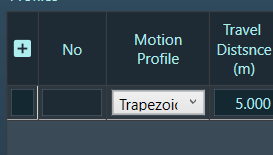 No
Motion
Profile
Travel
Distsnce
(m)
Trapezoic
5.000